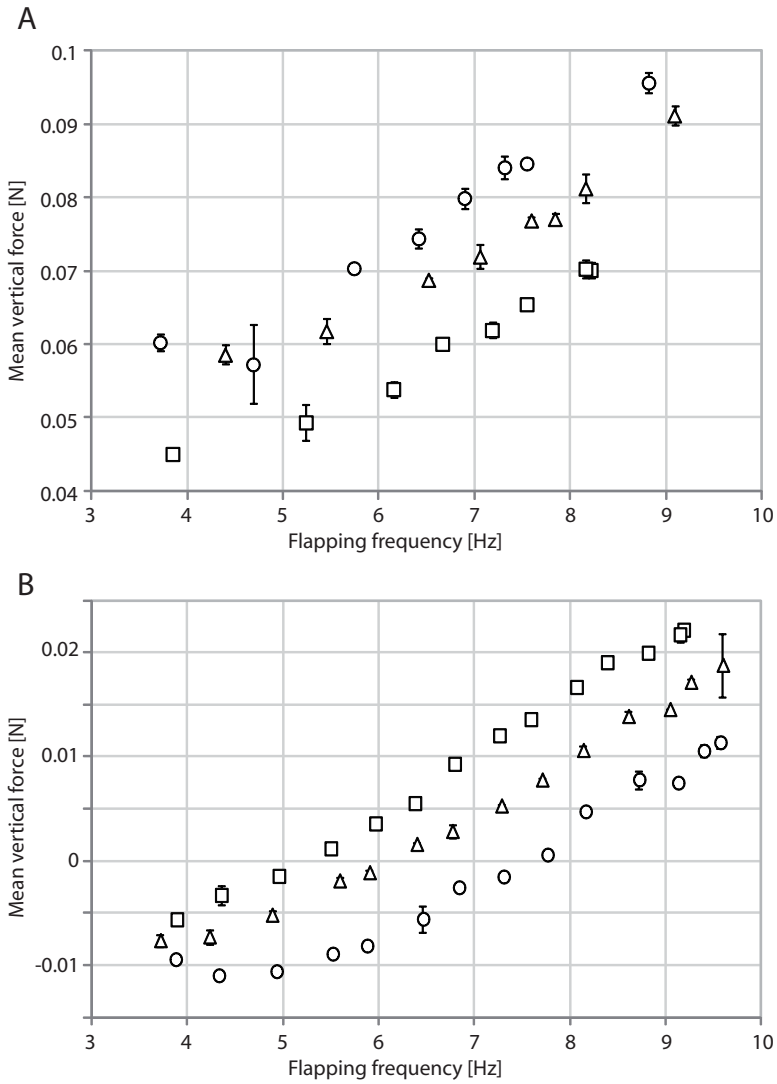 A
0.1
0.09
0.08
0.07
0.06
0.05
0.04
Mean vertical force [N]
3 4 5 6 7 8 9 10
Flapping frequency [Hz]
B
0.02
0.01
0
-0.01
Mean vertical force [N]
3 4 5 6 7 8 9 10
Flapping frequency [Hz]